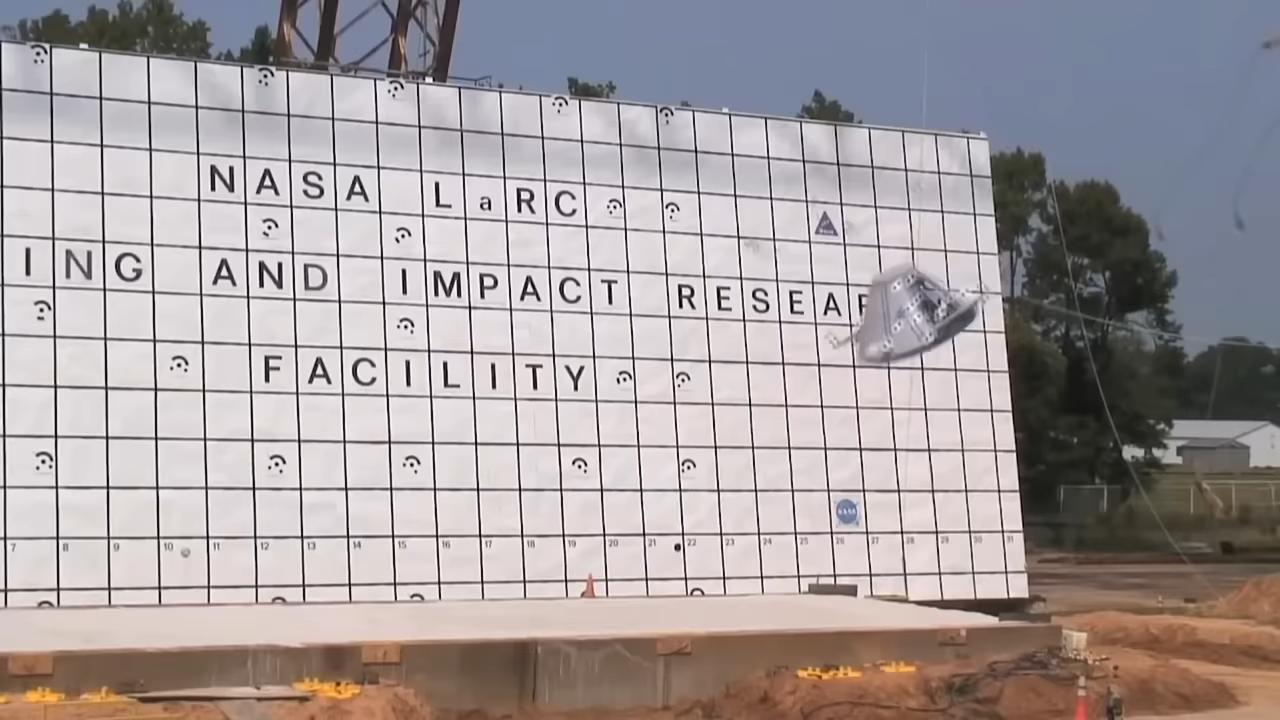 NASA LaRC
ING AND IMPACT RESEAR
FACILITY
NASA
7 8 9 10 11 12 13 14 15 16 17 18 19 20 21 22 23 24 25 26 27 28 29 30 31